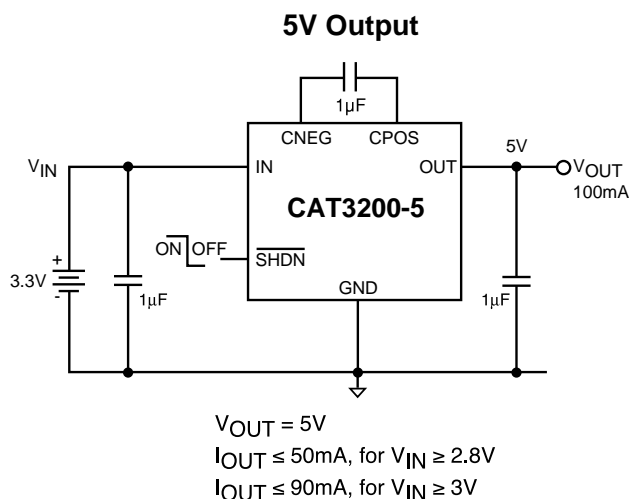 5V Output
1µF
CNEG CPOS
VIN IN OUT 5V VOUT
100mA
CAT3200-5
ON OFF SHDN
+
3.3V
-
1µF
GND
1µF
VOUT = 5V
IOUT ≤ 50mA, for VIN ≥ 2.8V
IOUT ≤ 90mA, for VIN ≥ 3V